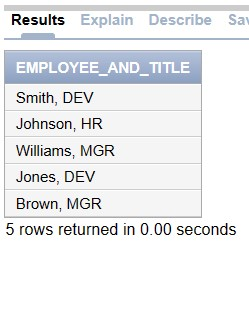 Results Explain Describe Sav
EMPLOYEE_AND_TITLE
Smith, DEV
Johnson, HR
Williams, MGR
Jones, DEV
Brown, MGR
5 rows returned in 0.00 seconds